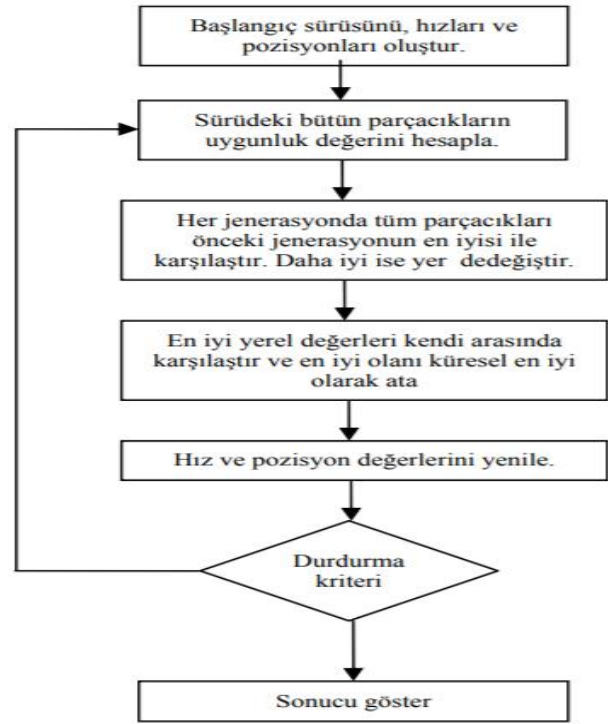 Başlangıç sürüsünü, hızları ve
pozisyonları oluştur.
Sürüdeki bütün parçacıkların
uygunluk değerini hesapla.
Her jenerasyonda tüm parçacıkları
önceki jenerasyonun en iyisi ile
karşılaştır. Daha iyi ise yer dedeğiştir.
En iyi yerel değerleri kendi arasında
karşılaştır ve en iyi olanı küresel en iyi
olarak ata
Hız ve pozisyon değerlerini yenile.
Durdurma
kriteri
Sonucu göster